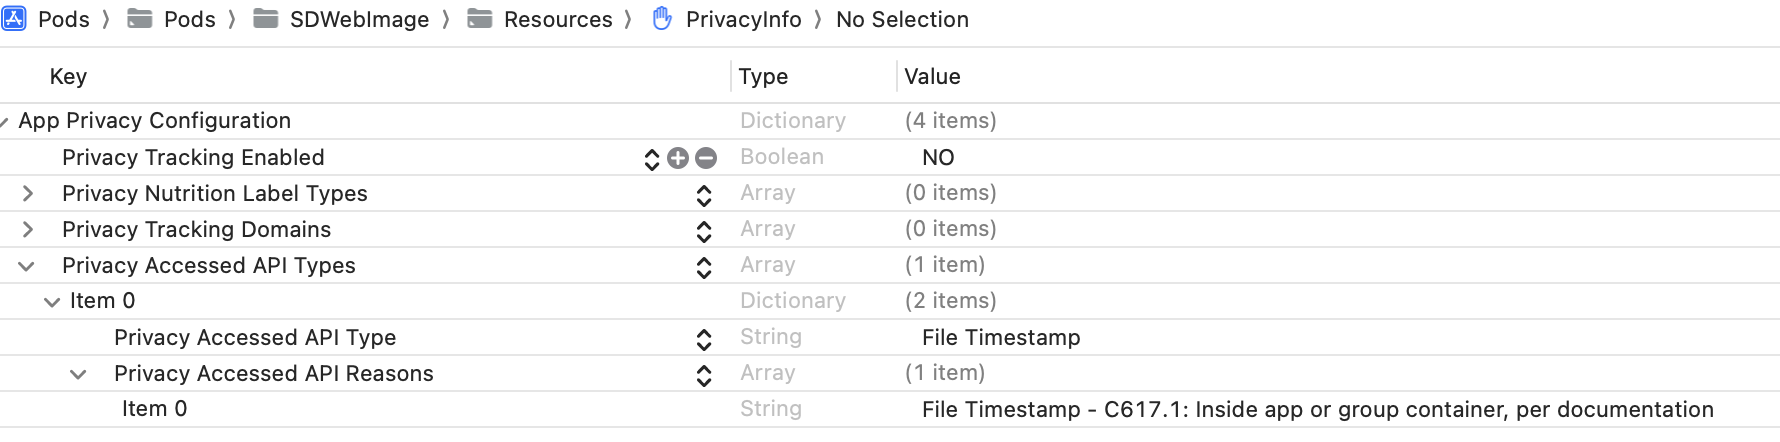 Pods 〉 Pods 〉 SDWebImage 〉 Resources 〉 PrivacyInfo 〉 No Selection
Key Type Value
App Privacy Configuration Dictionary (4 items)
Privacy Tracking Enabled Boolean NO
Privacy Nutrition Label Types Array (0 items)
Privacy Tracking Domains Array (0 items)
Privacy Accessed API Types Array (1 item)
Item 0 Dictionary (2 items)
Privacy Accessed API Type String File Timestamp
Privacy Accessed API Reasons Array (1 item)
Item 0 String File Timestamp - C617.1: Inside app or group container, per documentation